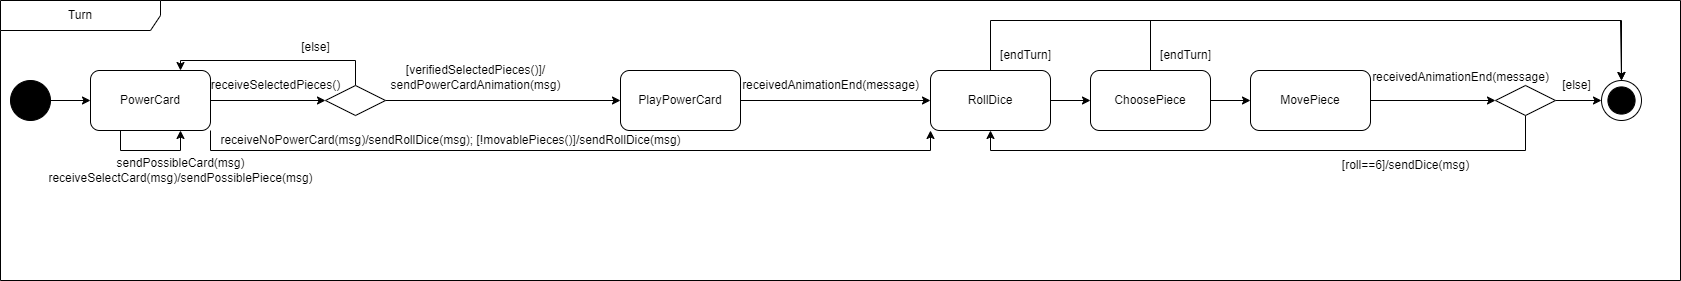 Turn
[else]
[endTurn]
[endTurn]
[verifiedSelectedPieces()]/
sendPowerCardAnimation(msg)
receivedAnimationEnd(message)
[else]
PowerCard
receiveSelectedPieces()
PlayPowerCard
receivedAnimationEnd(message)
RollDice
ChoosePiece
MovePiece
receiveNoPowerCard(msg)/sendRollDice(msg); [!movablePieces()]/sendRollDice(msg)
sendPossibleCard(msg)
receiveSelectCard(msg)/sendPossiblePiece(msg)
[roll==6]/sendDice(msg)